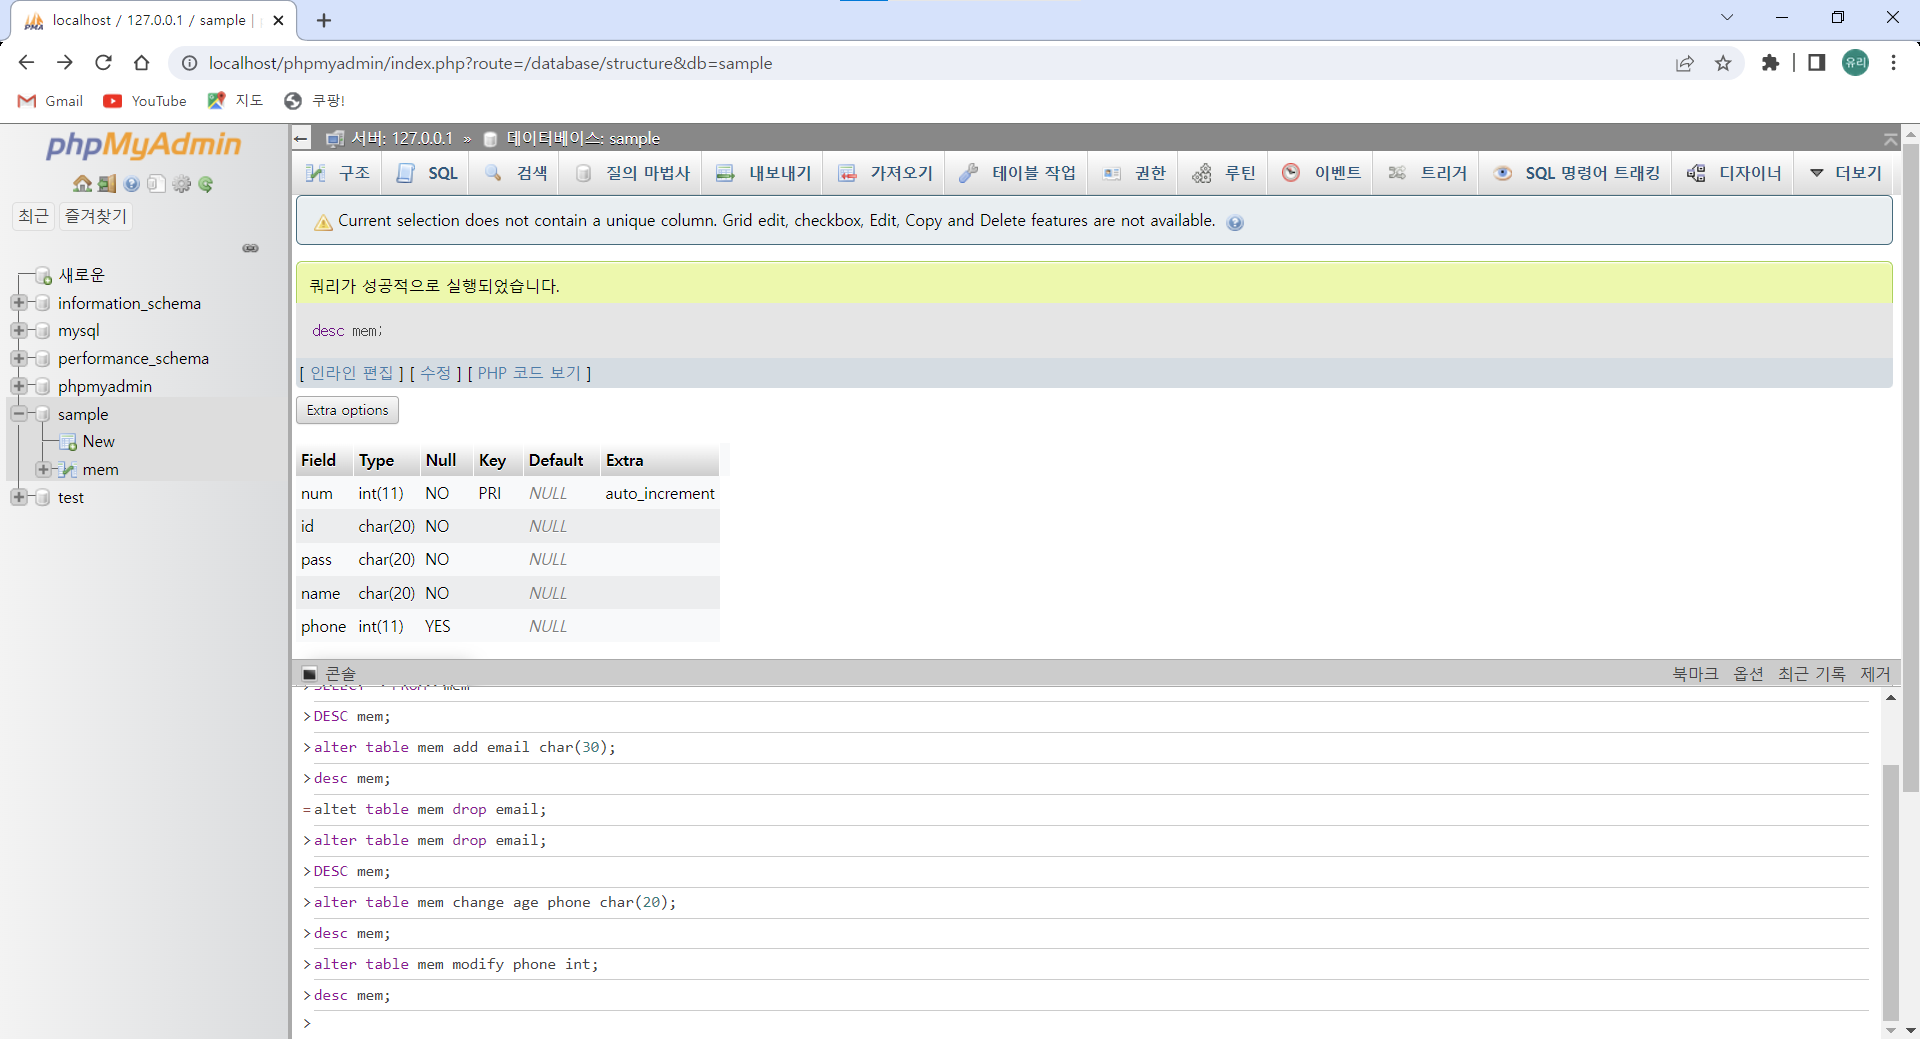 localhost / 127.0.0.1 / sample |
localhost/phpmyadmin/index.php?route=/database/structure&db=sample
유리
Gmail YouTube 지도 쿠팡!
phpMyAdmin
최근 즐겨찾기
새로운
information_schema
mysql
performance_schema
phpmyadmin
sample
New
mem
test
서버: 127.0.0.1 » 데이터베이스: sample
구조 SQL 검색 질의 마법사 내보내기 가져오기 테이블 작업 권한 루틴 이벤트 트리거 SQL 명령어 트래킹 디자이너 더보기
Current selection does not contain a unique column. Grid edit, checkbox, Edit, Copy and Delete features are not available.
쿼리가 성공적으로 실행되었습니다.
desc mem;
[ 인라인 편집 ] [ 수정 ] [ PHP 코드 보기 ]
Extra options
Field Type Null Key Default Extra
num int(11) NO PRI NULL auto_increment
id char(20) NO NULL
pass char(20) NO NULL
name char(20) NO NULL
phone int(11) YES NULL
콘솔 북마크 옵션 최근 기록 제거
>DESC mem;
>alter table mem add email char(30);
>desc mem;
=altet table mem drop email;
>alter table mem drop email;
>DESC mem;
>alter table mem change age phone char(20);
>desc mem;
>alter table mem modify phone int;
>desc mem;
>